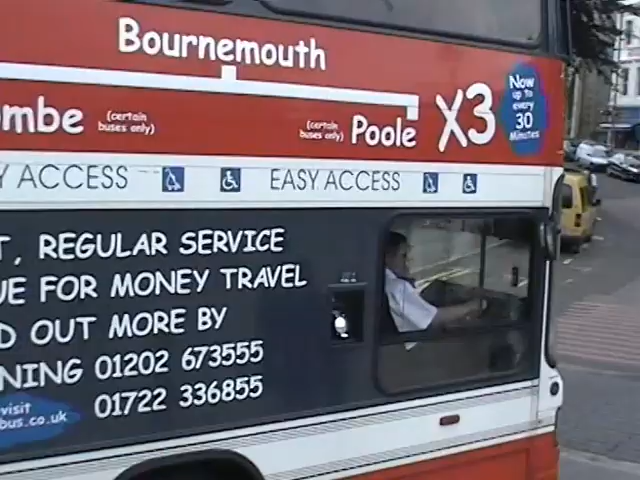 Bournemouth
ombe (certain buses only) (certain buses only) Poole X3
Now
up to
every
30
Minutes
Y ACCESS EASY ACCESS
T, REGULAR SERVICE
UE FOR MONEY TRAVEL
D OUT MORE BY
NING 01202 673555
01722 336855
visit
bus.co.uk